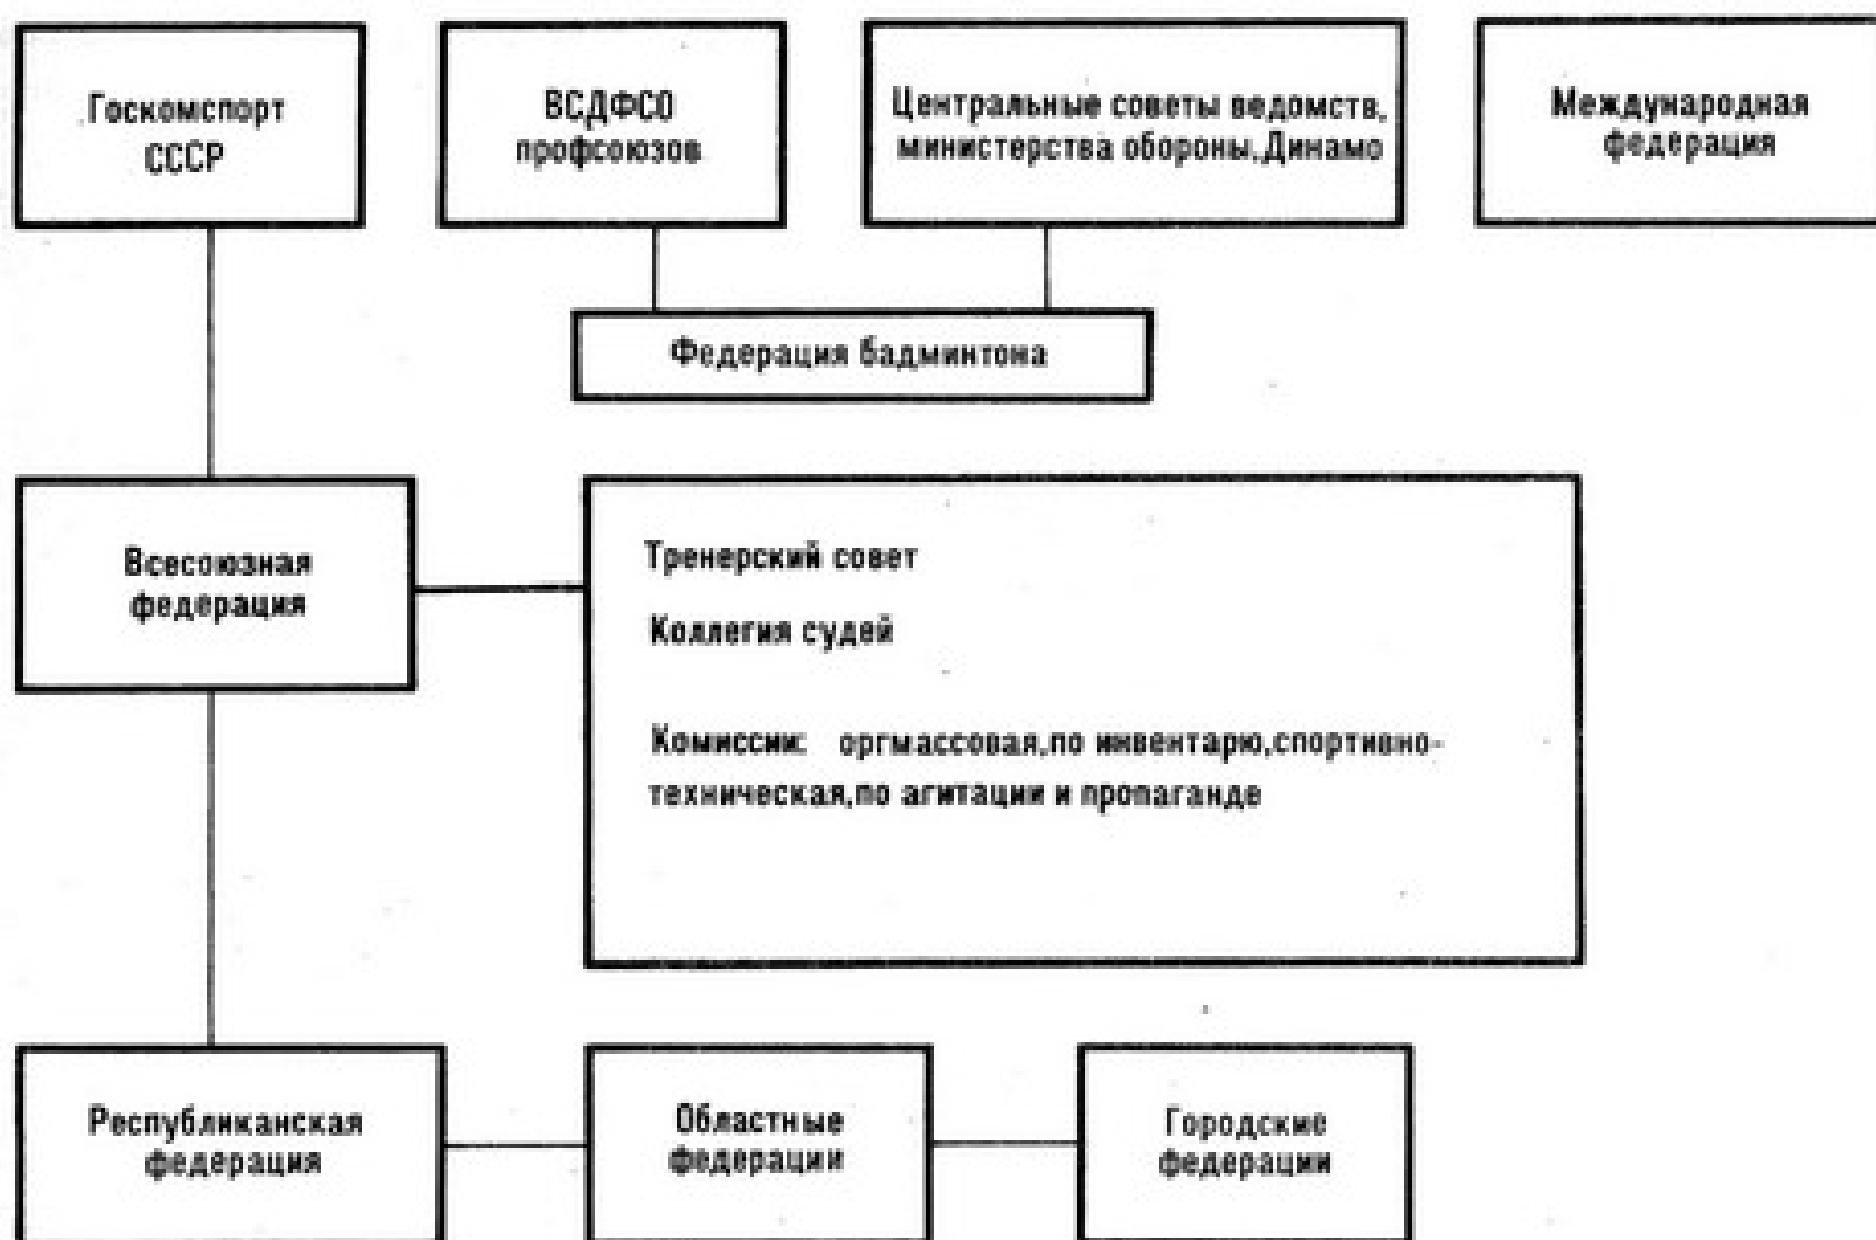 Госкомспорт
СССР
ВСДФСО
профсоюзов
Центральные советы ведомств,
министерства обороны, Динамо
Международная
федерация
Федерация бадминтона
Всесоюзная
федерация
Тренерский совет
Коллегия судей
Комиссии: оргмассовая, по инвентарю, спортивно-
техническая, по агитации и пропаганде
Республиканская
федерация
Областные
федерации
Городские
федерации